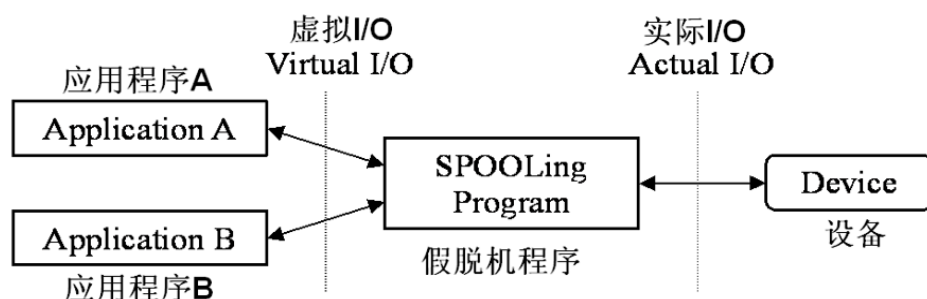 虚拟I/O
Virtual I/O
实际I/O
Actual I/O
应用程序A
Application A
SPOOLing
Program
假脱机程序
Device
设备
Application B
应用程序B